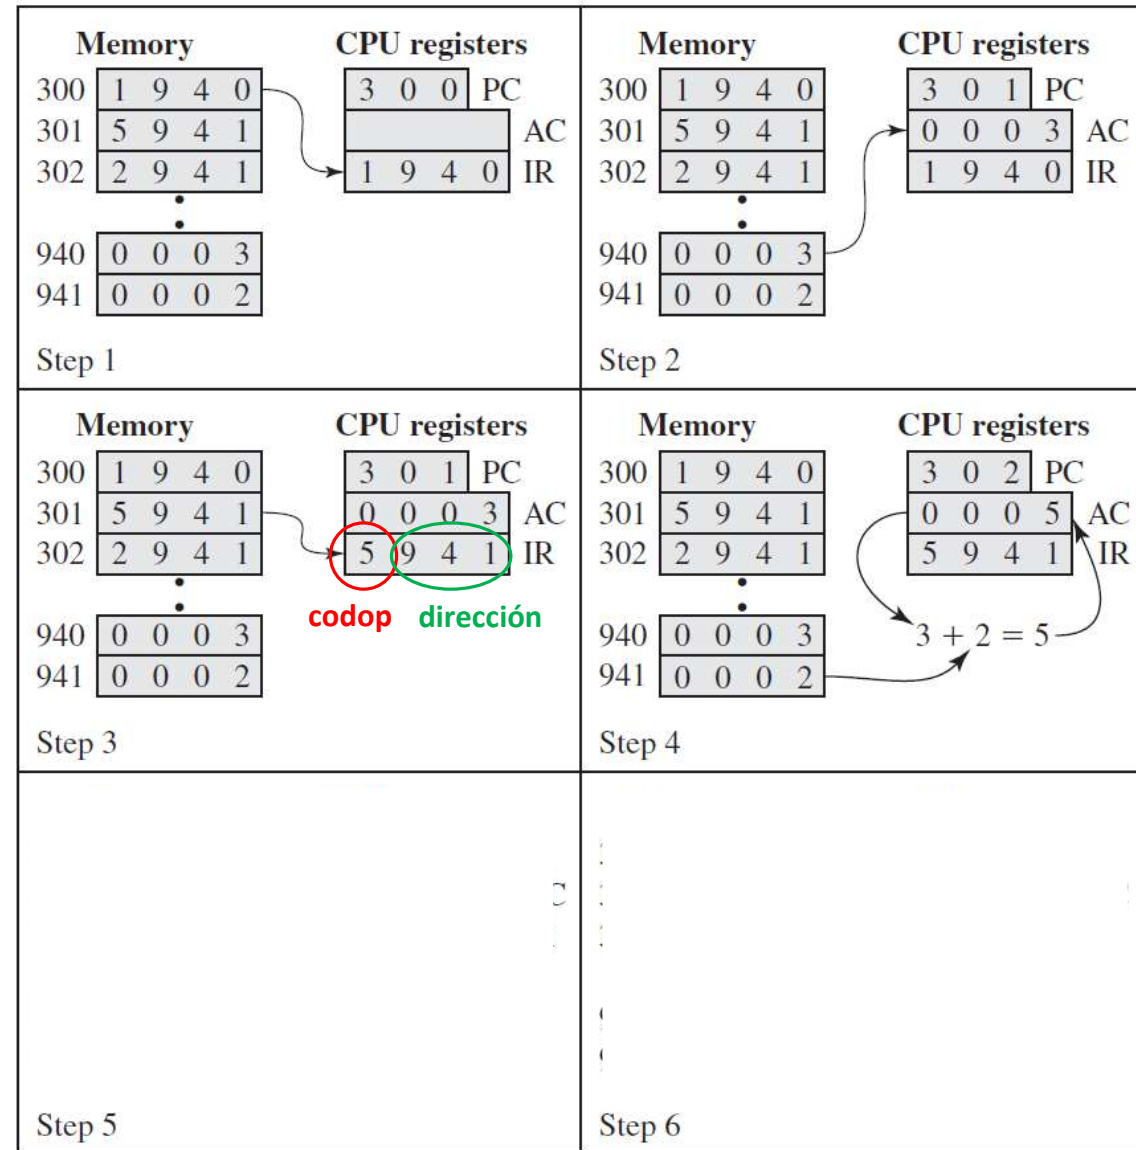 Memory CPU registers
300 1 9 4 0 3 0 0 PC
301 5 9 4 1 AC
302 2 9 4 1 1 9 4 0 IR
940 0 0 0 3
941 0 0 0 2
Step 1
Memory CPU registers
300 1 9 4 0 3 0 1 PC
301 5 9 4 1 0 0 0 3 AC
302 2 9 4 1 1 9 4 0 IR
940 0 0 0 3
941 0 0 0 2
Step 2
Memory CPU registers
300 1 9 4 0 3 0 1 PC
301 5 9 4 1 0 0 0 3 AC
302 2 9 4 1 5 9 4 1 IR
codop dirección
940 0 0 0 3
941 0 0 0 2
Step 3
Memory CPU registers
300 1 9 4 0 3 0 2 PC
301 5 9 4 1 0 0 0 5 AC
302 2 9 4 1 5 9 4 1 IR
940 0 0 0 3 3 + 2 = 5
941 0 0 0 2
Step 4
Step 5
Step 6